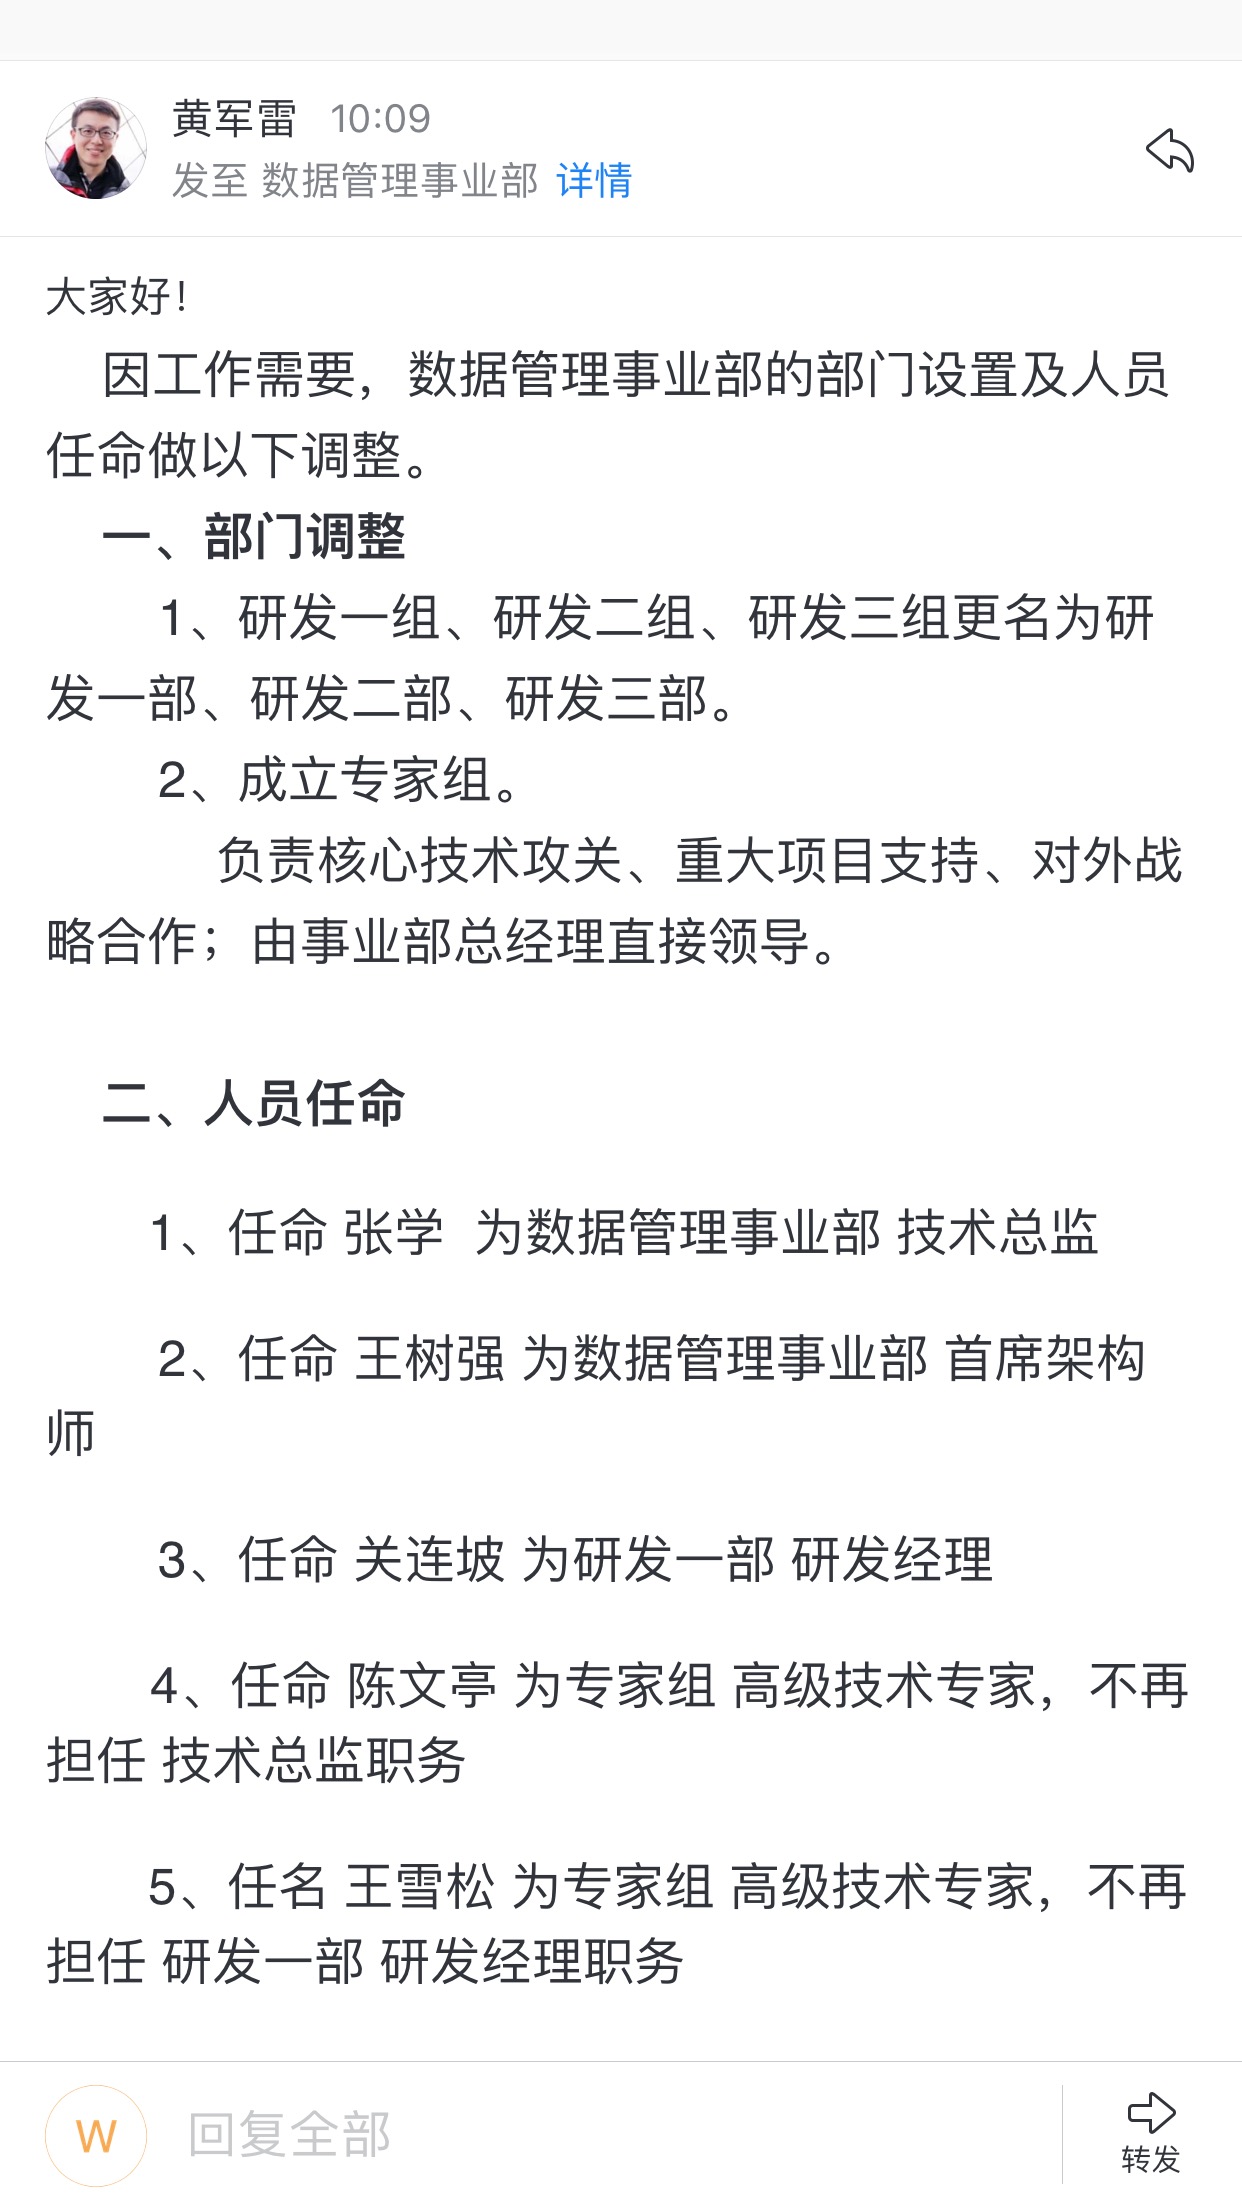 黄军雷 10:09
发至 数据管理事业部 详情
大家好！
因工作需要，数据管理事业部的部门设置及人员
任命做以下调整。
一、部门调整
1、研发一组、研发二组、研发三组更名为研
发一部、研发二部、研发三部。
2、成立专家组。
负责核心技术攻关、重大项目支持、对外战
略合作；由事业部总经理直接领导。
二、人员任命
1、任命 张学 为数据管理事业部 技术总监
2、任命 王树强 为数据管理事业部 首席架构
师
3、任命 关连坡 为研发一部 研发经理
4、任命 陈文亭 为专家组 高级技术专家，不再
担任 技术总监职务
5、任名 王雪松 为专家组 高级技术专家，不再
担任 研发一部 研发经理职务
W 回复全部
转发